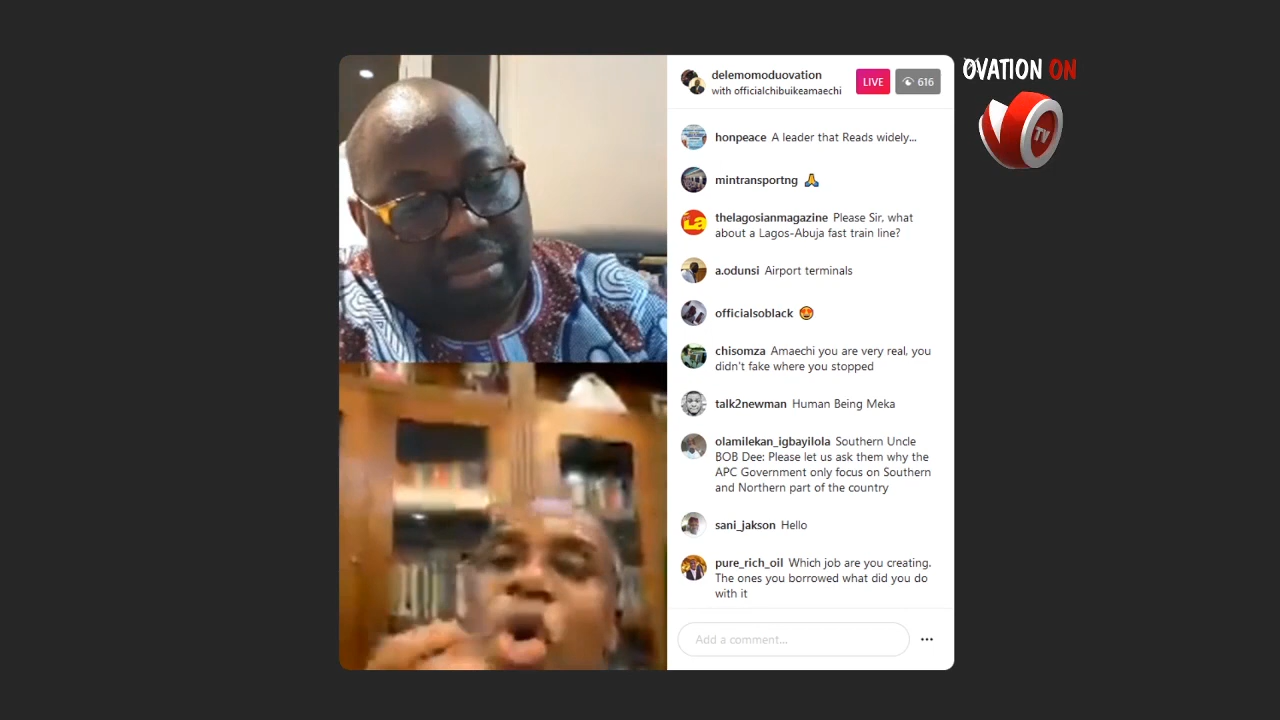 delemomoduovation
with officialchibuikeamaechi
LIVE
616
OVATION ON
TV
honpeace A leader that Reads widely...
mintransportng 🙏
thelagosianmagazine Please Sir, what
about a Lagos-Abuja fast train line?
a.odunsi Airport terminals
officialsoblack 😍
chisomza Amaechi you are very real, you
didn't fake where you stopped
talk2newman Human Being Meka
olamilekan_igbayilola Southern Uncle
BOB Dee: Please let us ask them why the
APC Government only focus on Southern
and Northern part of the country
sani_jakson Hello
pure_rich_oil Which job are you creating.
The ones you borrowed what did you do
with it
Add a comment...